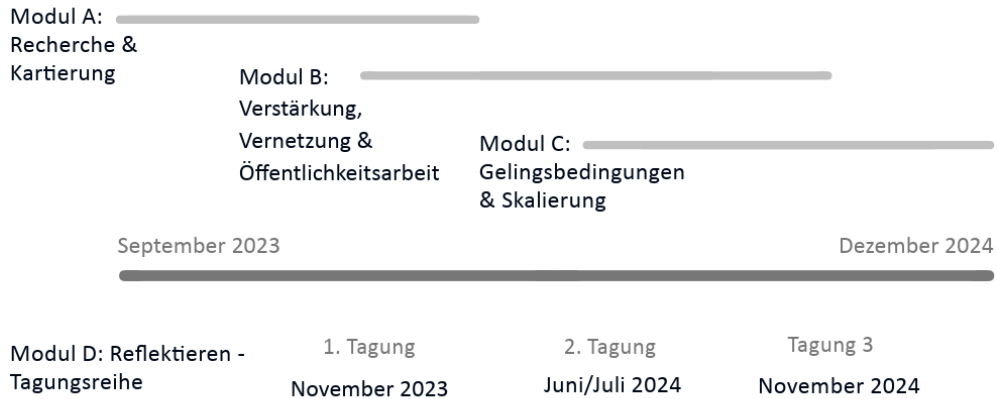 Modul A:
Recherche &
Kartierung
Modul B:
Verstärkung,
Vernetzung &
Öffentlichkeitsarbeit
Modul C:
Gelingsbedingungen
& Skalierung
September 2023
Dezember 2024
Modul D: Reflektieren -
Tagungsreihe
1. Tagung
November 2023
2. Tagung
Juni/Juli 2024
Tagung 3
November 2024